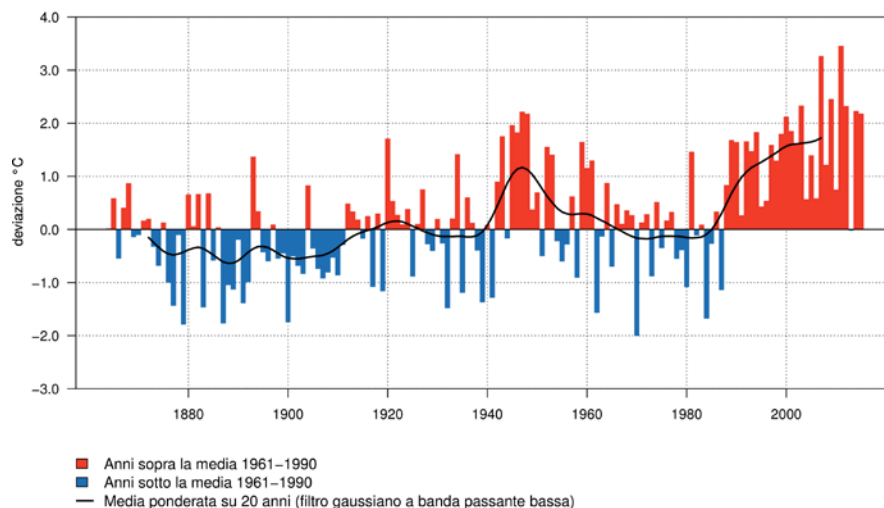 4.0
3.0
2.0
1.0
0.0
−1.0
−2.0
−3.0
deviazione °C
1880 1900 1920 1940 1960 1980 2000
Anni sopra la media 1961−1990
Anni sotto la media 1961−1990
Media ponderata su 20 anni (filtro gaussiano a banda passante bassa)